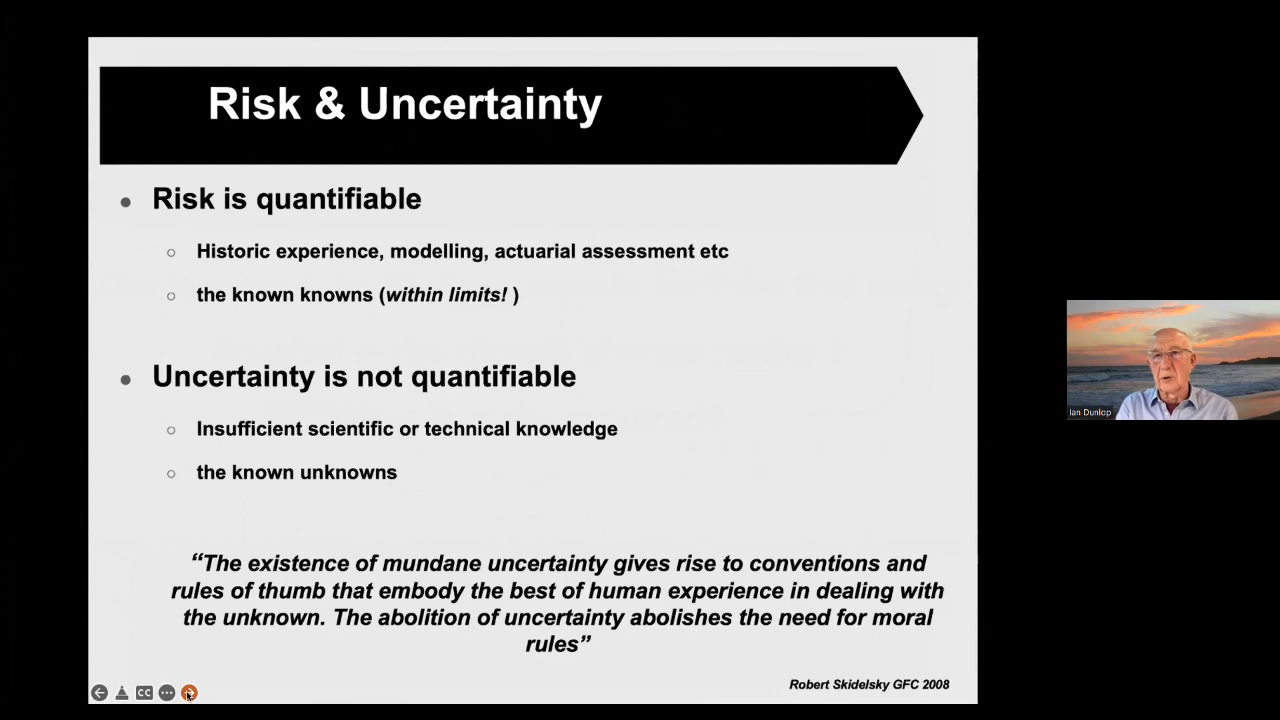 Risk & Uncertainty
Risk is quantifiable
Historic experience, modelling, actuarial assessment etc
the known knowns (within limits! )
Uncertainty is not quantifiable
Insufficient scientific or technical knowledge
the known unknowns
“The existence of mundane uncertainty gives rise to conventions and
rules of thumb that embody the best of human experience in dealing with
the unknown. The abolition of uncertainty abolishes the need for moral
rules”
Robert Skidelsky GFC 2008
CC
Ian Dunlop